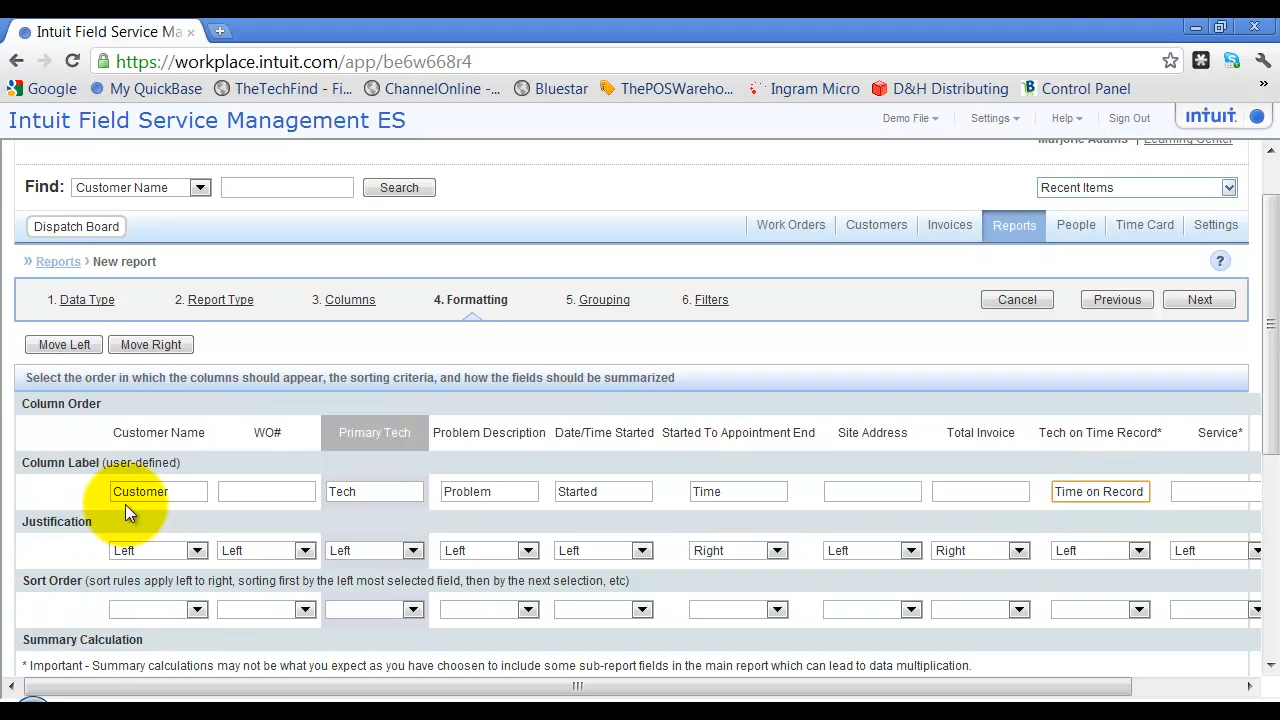 Intuit Field Service Ma
https://workplace.intuit.com/app/be6w668r4
Google My QuickBase TheTechFind - Fi... ChannelOnline -... Bluestar ThePOSWareho... Ingram Micro D&H Distributing Control Panel »
Intuit Field Service Management ES Demo File Settings Help Sign Out intuit.
Marjorie Adams | Learning Center
Find: Customer Name Search Recent Items
Dispatch Board Work Orders Customers Invoices Reports People Time Card Settings
» Reports › New report ?
1. Data Type 2. Report Type 3. Columns 4. Formatting 5. Grouping 6. Filters Cancel Previous Next
Move Left Move Right
Select the order in which the columns should appear, the sorting criteria, and how the fields should be summarized
Column Order
Customer Name WO# Primary Tech Problem Description Date/Time Started Started To Appointment End Site Address Total Invoice Tech on Time Record* Service*
Column Label (user-defined)
Customer Tech Problem Started Time Time on Record
Justification
Left Left Left Left Left Right Left Right Left Left
Sort Order (sort rules apply left to right, sorting first by the left most selected field, then by the next selection, etc)
Summary Calculation
* Important - Summary calculations may not be what you expect as you have choosen to include some sub-report fields in the main report which can lead to data multiplication.